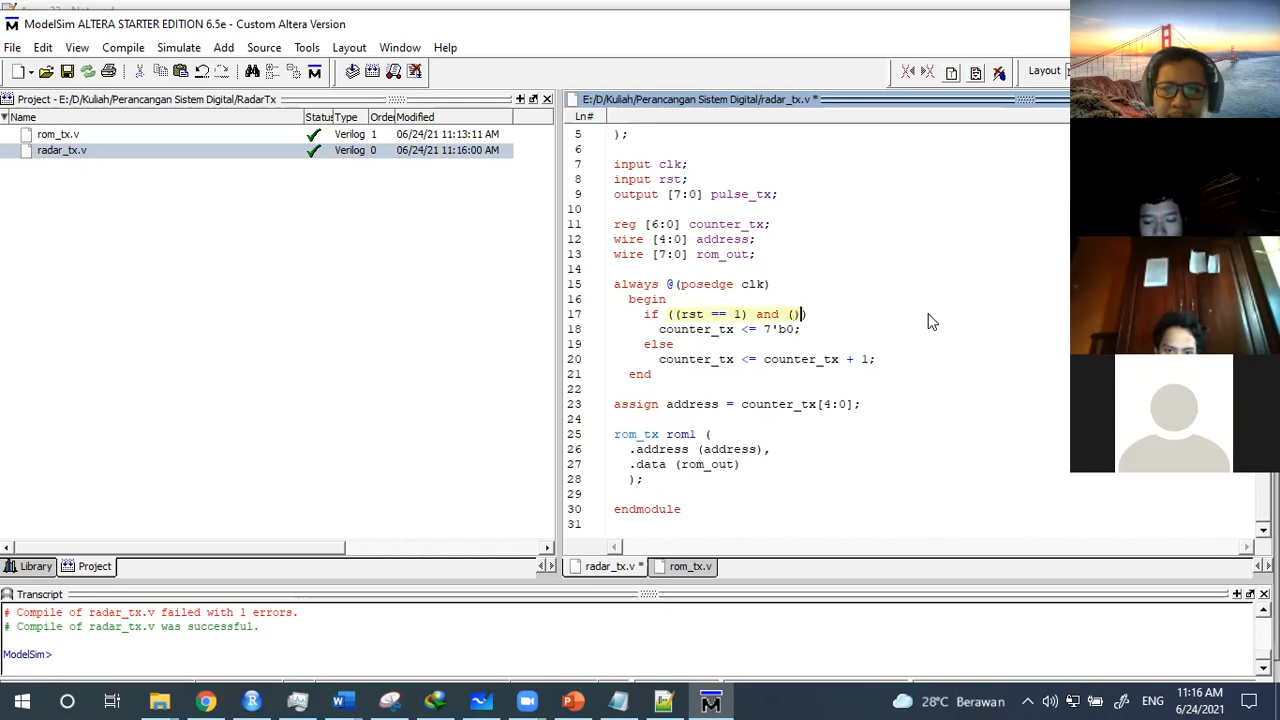 ModelSim ALTERA STARTER EDITION 6.5e - Custom Altera Version
File Edit View Compile Simulate Add Source Tools Layout Window Help
Layout
Project - E:/D/Kuliah/Perancangan Sistem Digital/RadarTx
Name Status Type Order Modified
rom_tx.v Verilog 1 06/24/21 11:13:11 AM
radar_tx.v Verilog 0 06/24/21 11:16:00 AM
E:/D/Kuliah/Perancangan Sistem Digital/radar_tx.v *
Ln#
5 );
6
7 input clk;
8 input rst;
9 output [7:0] pulse_tx;
10
11 reg [6:0] counter_tx;
12 wire [4:0] address;
13 wire [7:0] rom_out;
14
15 always @(posedge clk)
16 begin
17 if ((rst == 1) and ())
18 counter_tx <= 7'b0;
19 else
20 counter_tx <= counter_tx + 1;
21 end
22
23 assign address = counter_tx[4:0];
24
25 rom_tx rom1 (
26 .address (address),
27 .data (rom_out)
28 );
29
30 endmodule
31
Library Project
radar_tx.v * rom_tx.v
Transcript
# Compile of radar_tx.v failed with 1 errors.
# Compile of radar_tx.v was successful.
ModelSim>
28°C Berawan ENG 11:16 AM
6/24/2021